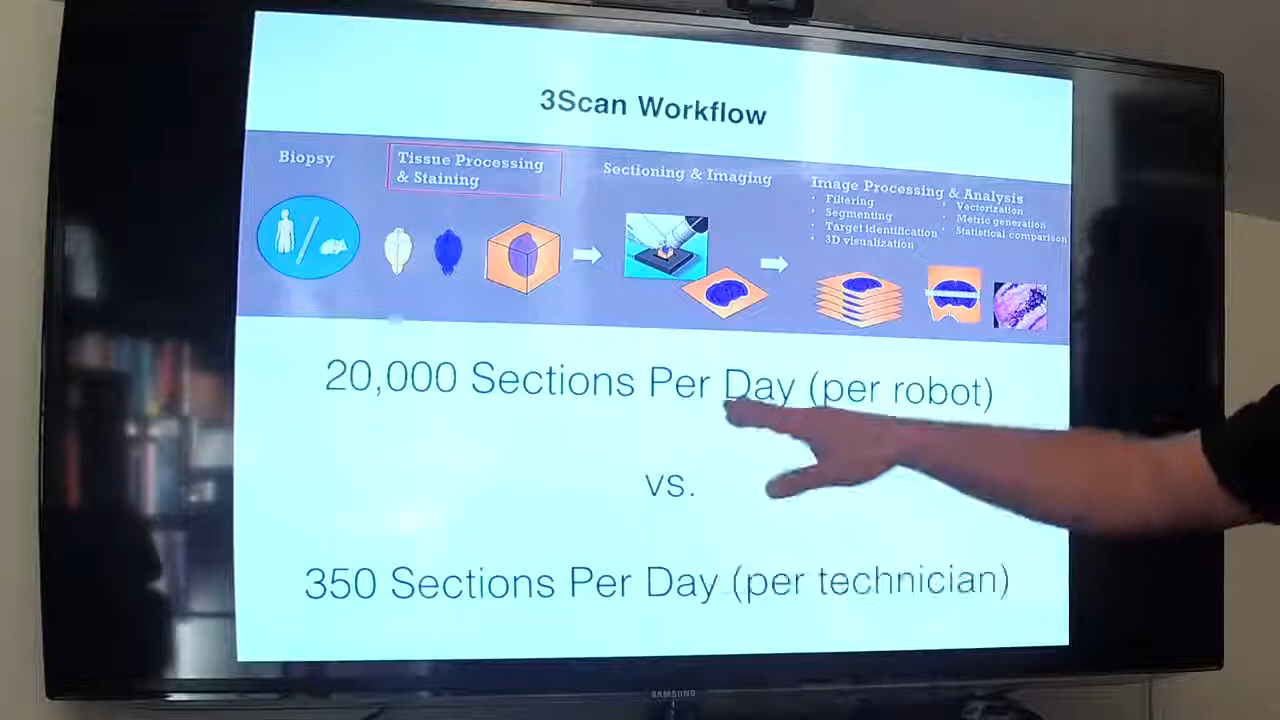 3Scan Workflow
Biopsy
Tissue Processing
& Staining
Sectioning & Imaging
Image Processing & Analysis
• Filtering
• Segmenting
• Target identification
• 3D visualization
• Vectorization
• Metric generation
• Statistical comparison
20,000 Sections Per Day (per robot)
vs.
350 Sections Per Day (per technician)
SAMSUNG